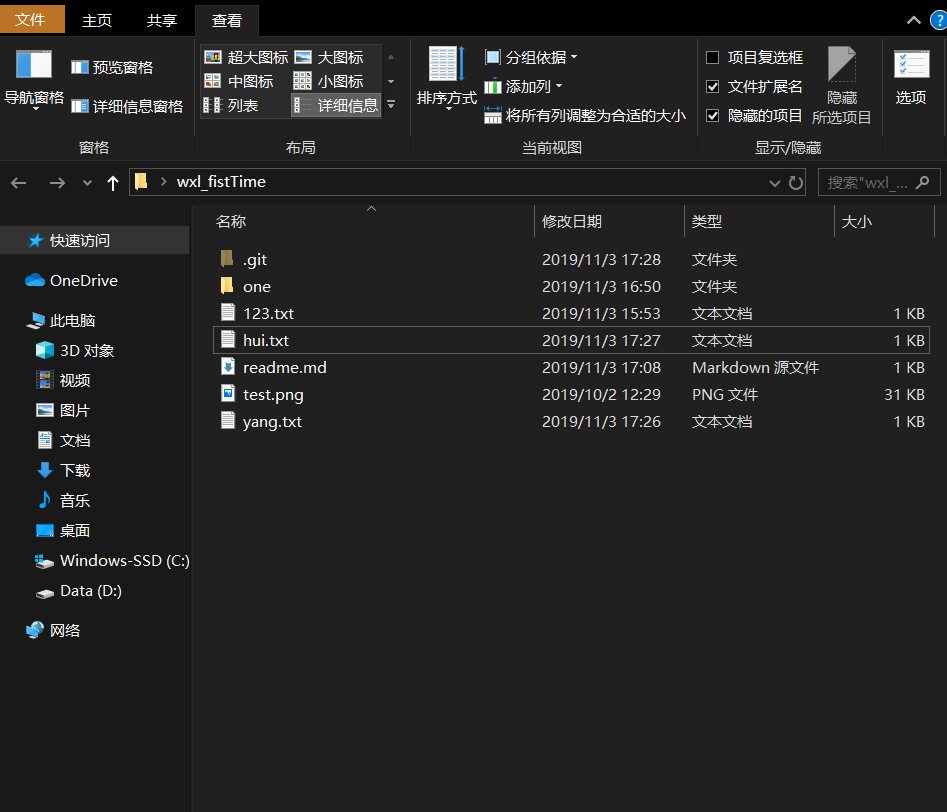 文件 主页 共享 查看
导航窗格 预览窗格 详细信息窗格
窗格
超大图标 大图标
中图标 小图标
列表 详细信息
布局
排序方式
分组依据
添加列
将所有列调整为合适的大小
当前视图
项目复选框
文件扩展名
隐藏的项目
隐藏
所选项目
显示/隐藏
选项
wxl_fistTime 搜索"wxl_...
名称 修改日期 类型 大小
快速访问
OneDrive
此电脑
3D 对象
视频
图片
文档
下载
音乐
桌面
Windows-SSD (C:)
Data (D:)
网络
.git 2019/11/3 17:28 文件夹
one 2019/11/3 16:50 文件夹
123.txt 2019/11/3 15:53 文本文档 1 KB
hui.txt 2019/11/3 17:27 文本文档 1 KB
readme.md 2019/11/3 17:08 Markdown 源文件 1 KB
test.png 2019/10/2 12:29 PNG 文件 31 KB
yang.txt 2019/11/3 17:26 文本文档 1 KB